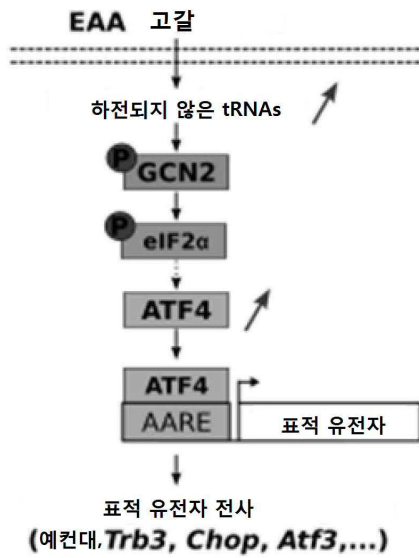 EAA 고갈
하전되지 않은 tRNAs
P
GCN2
P
eIF2α
ATF4
ATF4
AARE
표적 유전자
표적 유전자 전사
(예컨대,Trb3, Chop, Atf3,...)